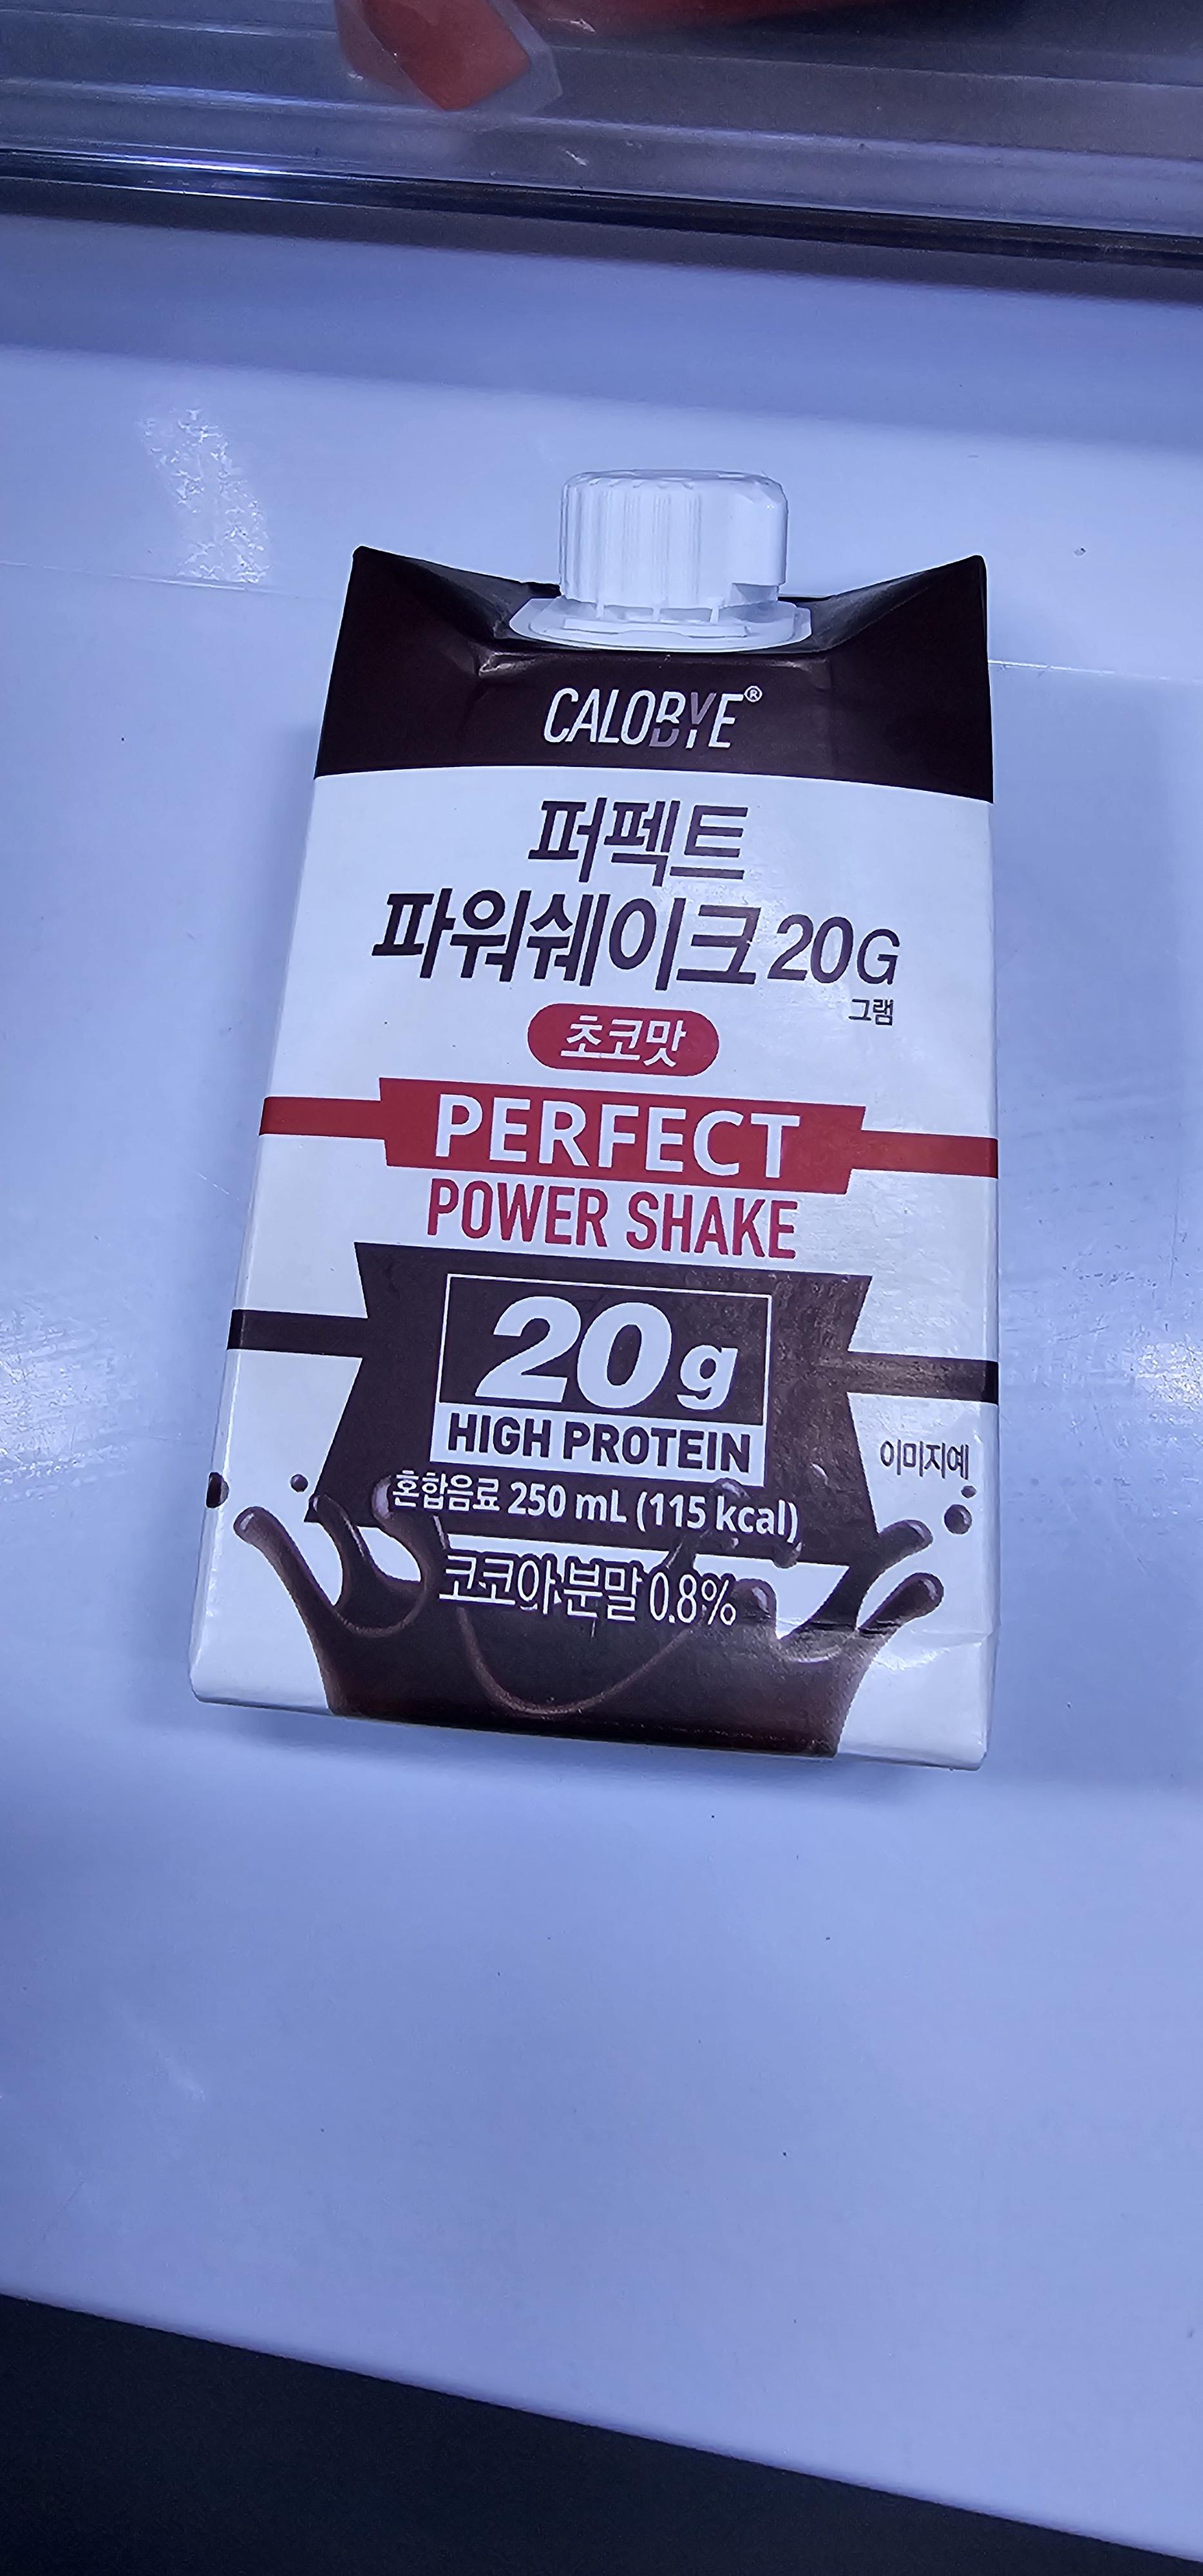 CALOBYE®
퍼펙트
파워쉐이크 20G
그램
초코맛
PERFECT
POWER SHAKE
20g
HIGH PROTEIN
이미지예
혼합음료 250 mL (115 kcal)
코코아분말 0.8%